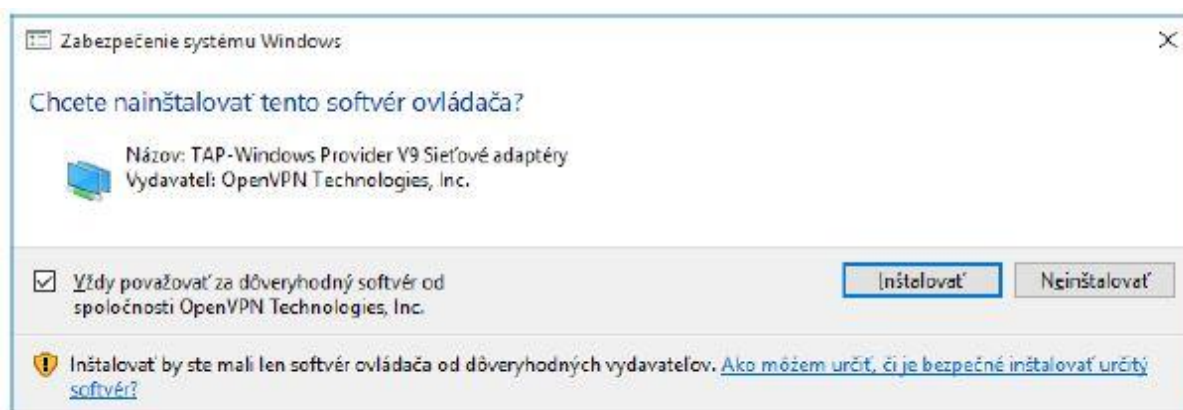 Zabezpečenie systému Windows
Chcete nainštalovať tento softvér ovládača?
Názov: TAP-Windows Provider V9 Sieťové adaptéry
Vydavateľ: OpenVPN Technologies, Inc.
Vždy považovať za dôveryhodný softvér od
spoločnosti OpenVPN Technologies, Inc.
Inštalovať
Neinštalovať
Inštalovať by ste mali len softvér ovládača od dôveryhodných vydavateľov. Ako môžem určiť, či je bezpečné inštalovať určitý
softvér?